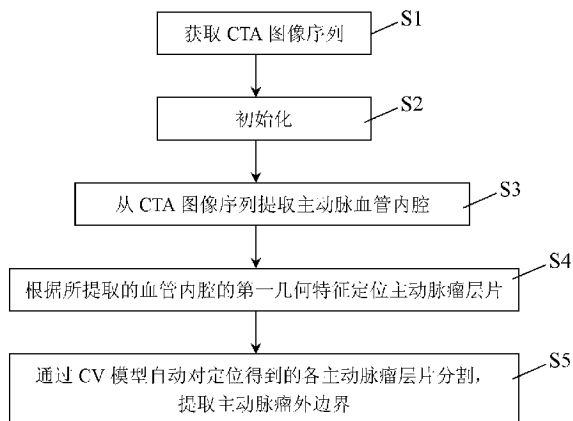 S1
获取 CTA 图像序列
S2
初始化
S3
从 CTA 图像序列提取主动脉血管内腔
S4
根据所提取的血管内腔的第一几何特征定位主动脉瘤层片
S5
通过 CV 模型自动对定位得到的各主动脉瘤层片分割，
提取主动脉瘤外边界